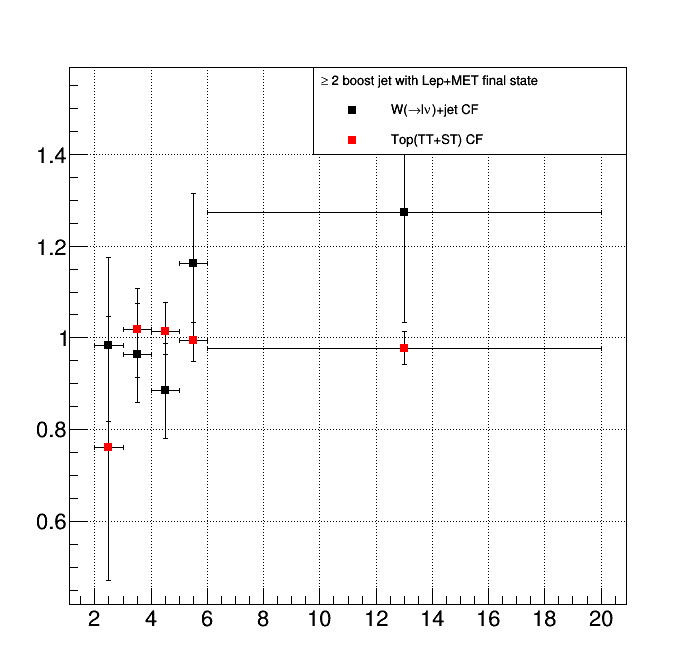 ≥ 2 boost jet with Lep+MET final state
W(→lν)+jet CF
Top(TT+ST) CF
1.4
1.2
1
0.8
0.6
2 4 6 8 10 12 14 16 18 20